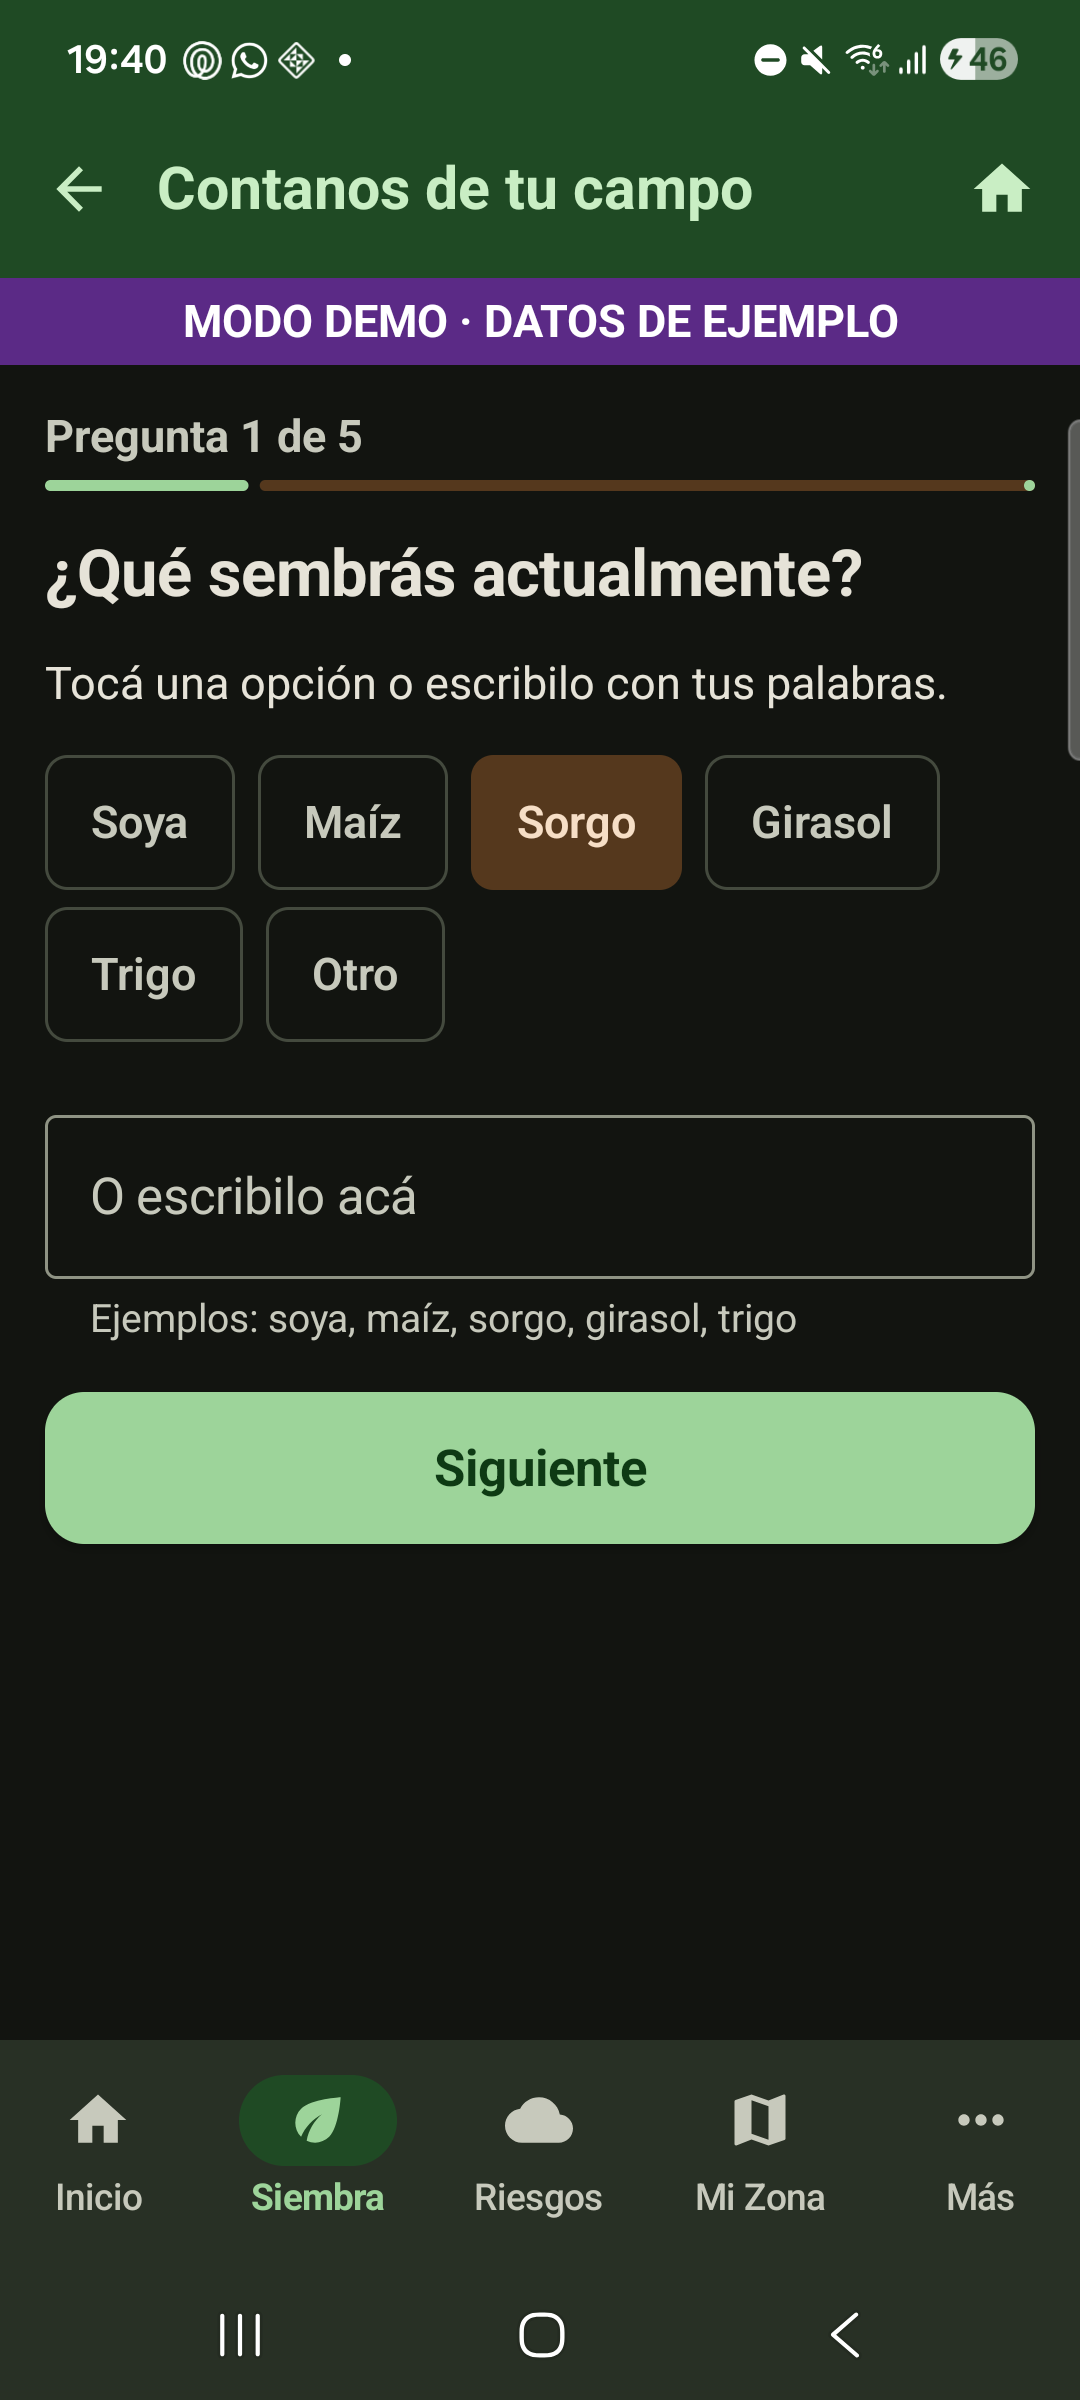 19:40
6
46
Contanos de tu campo
MODO DEMO · DATOS DE EJEMPLO
Pregunta 1 de 5
¿Qué sembrás actualmente?
Tocá una opción o escribilo con tus palabras.
Soya Maíz Sorgo Girasol
Trigo Otro
O escribilo acá
Ejemplos: soya, maíz, sorgo, girasol, trigo
Siguiente
Inicio Siembra Riesgos Mi Zona Más